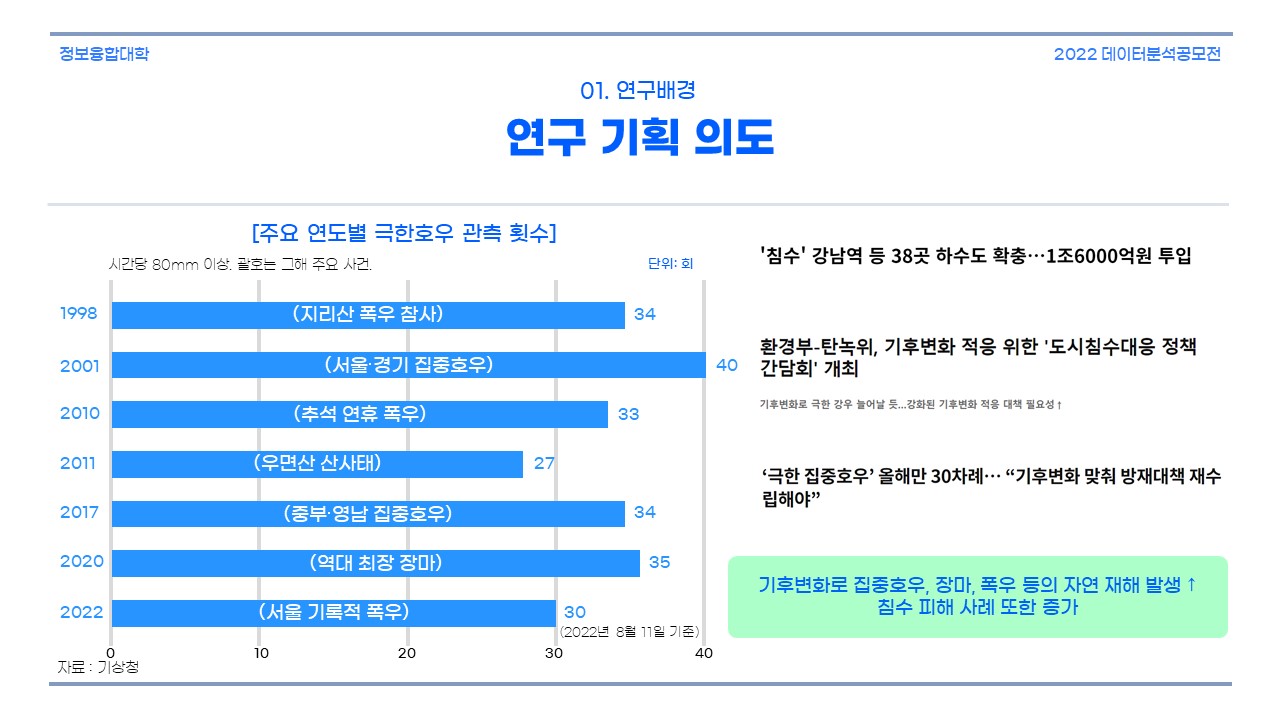 정보융합대학
2022 데이터분석공모전
01. 연구배경
연구 기획 의도
[주요 연도별 극한호우 관측 횟수]
시간당 80mm 이상. 괄호는 그해 주요 사건.
단위: 회
1998 (지리산 폭우 참사) 34
2001 (서울·경기 집중호우) 40
2010 (추석 연휴 폭우) 33
2011 (우면산 산사태) 27
2017 (중부·영남 집중호우) 34
2020 (역대 최장 장마) 35
2022 (서울 기록적 폭우) 30
(2022년 8월 11일 기준)
0 10 20 30 40
자료 : 기상청
'침수' 강남역 등 38곳 하수도 확충…1조6000억원 투입
환경부-탄녹위, 기후변화 적응 위한 '도시침수대응 정책
간담회' 개최
기후변화로 극한 강우 늘어날 듯...강화된 기후변화 적응 대책 필요성↑
‘극한 집중호우’ 올해만 30차례… “기후변화 맞춰 방재대책 재수
립해야”
기후변화로 집중호우, 장마, 폭우 등의 자연 재해 발생 ↑
침수 피해 사례 또한 증가